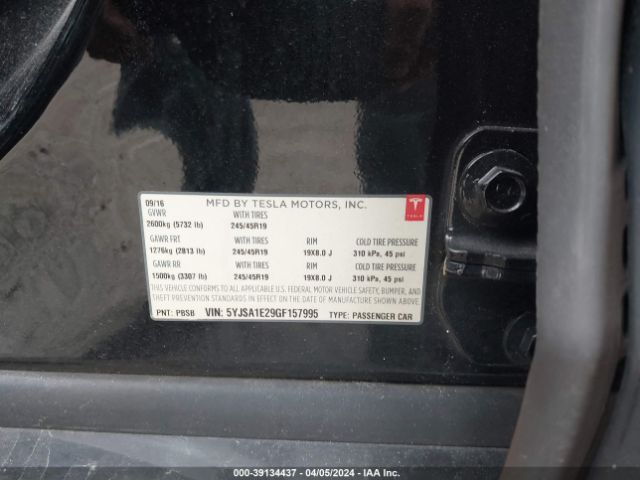 09/16 MFD BY TESLA MOTORS, INC.
GVWR WITH TIRES
2600kg (5732 lb) 245/45R19
TESLA
GAWR FRT WITH TIRES RIM COLD TIRE PRESSURE
1276kg (2813 lb) 245/45R19 19X8.0 J 310 kPa, 45 psi
GAWR RR WITH TIRES RIM COLD TIRE PRESSURE
1500kg (3307 lb) 245/45R19 19X8.0 J 310 kPa, 45 psi
THIS VEHICLE CONFORMS TO ALL APPLICABLE U.S. FEDERAL MOTOR VEHICLE SAFETY, BUMPER, AND
THEFT PREVENTION STANDARDS IN EFFECT ON THE DATE OF MANUFACTURE SHOWN ABOVE.
PNT: PBSB VIN: 5YJSA1E29GF157995 TYPE: PASSENGER CAR
000-39134437 - 04/05/2024 - IAA Inc.